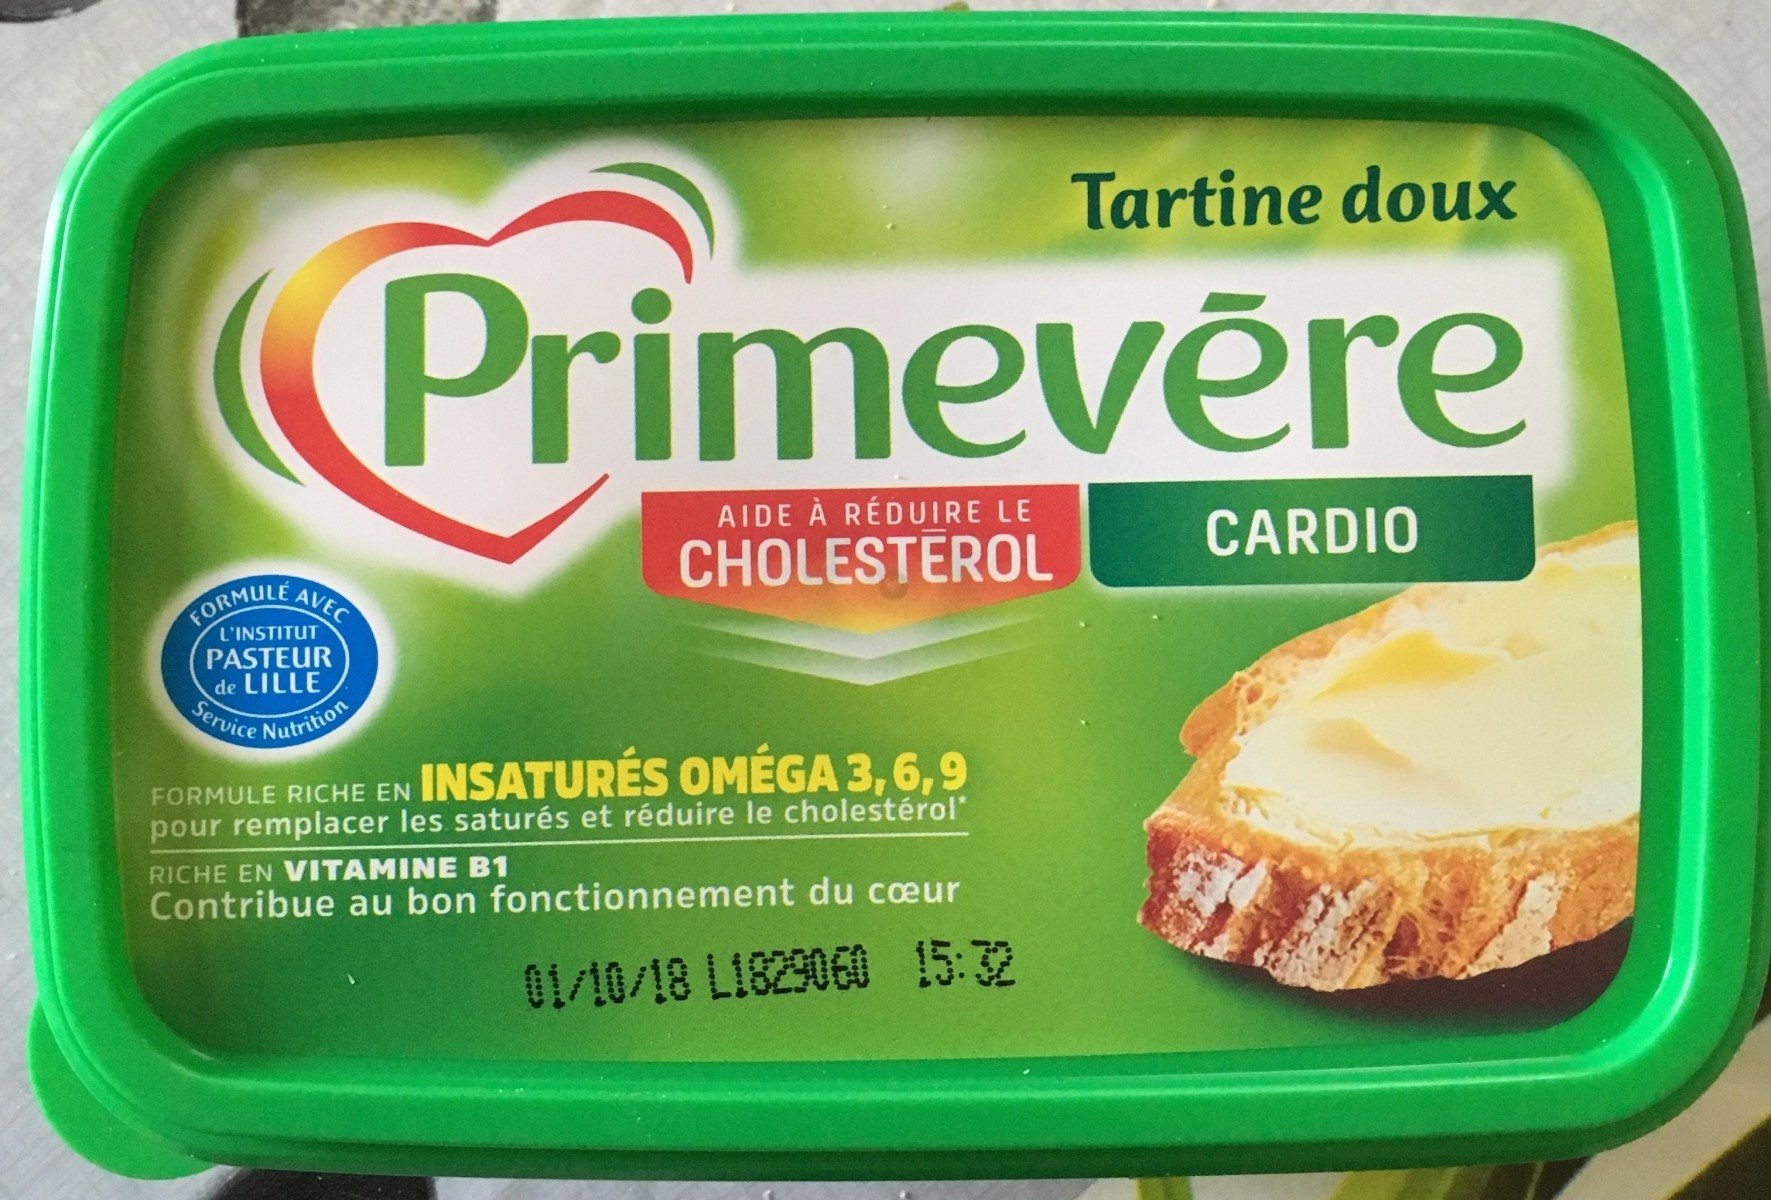 Tartine doux
Primevère
AIDE À RÉDUIRE LE
CHOLESTÉROL
CARDIO
FORMULÉ AVEC
L'INSTITUT
PASTEUR
de LILLE
Service Nutrition
FORMULE RICHE EN INSATURÉS OMÉGA 3, 6, 9
pour remplacer les saturés et réduire le cholestérol*
RICHE EN VITAMINE B1
Contribue au bon fonctionnement du cœur
01/10/18 L1829060 15:32